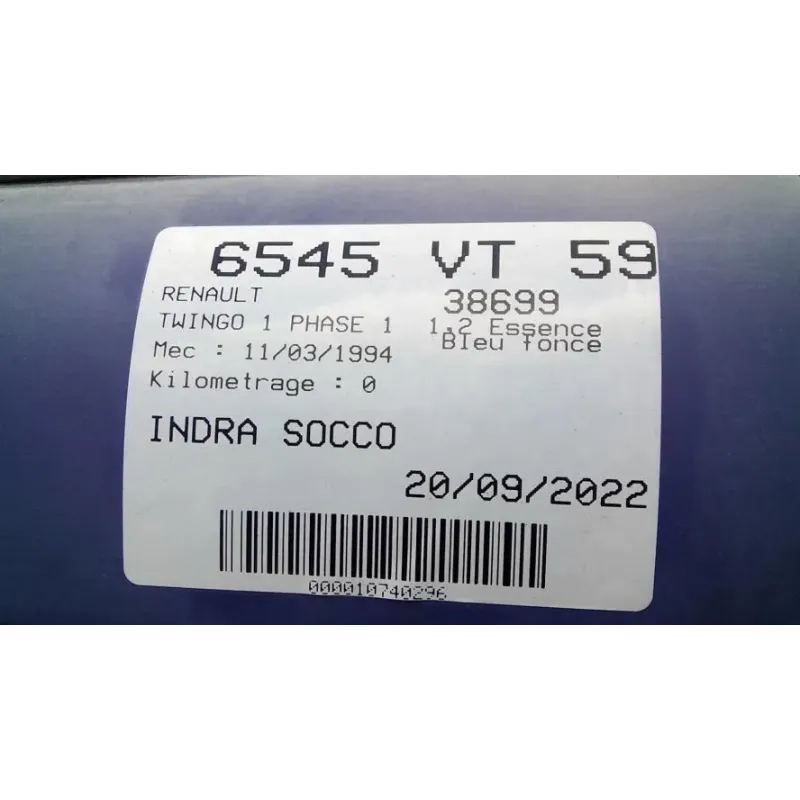 6545 VT 59
RENAULT 38699
TWINGO 1 PHASE 1 1.2 Essence
Mec : 11/03/1994 Bleu fonce
Kilometrage : 0
INDRA SOCCO
20/09/2022
000010740296